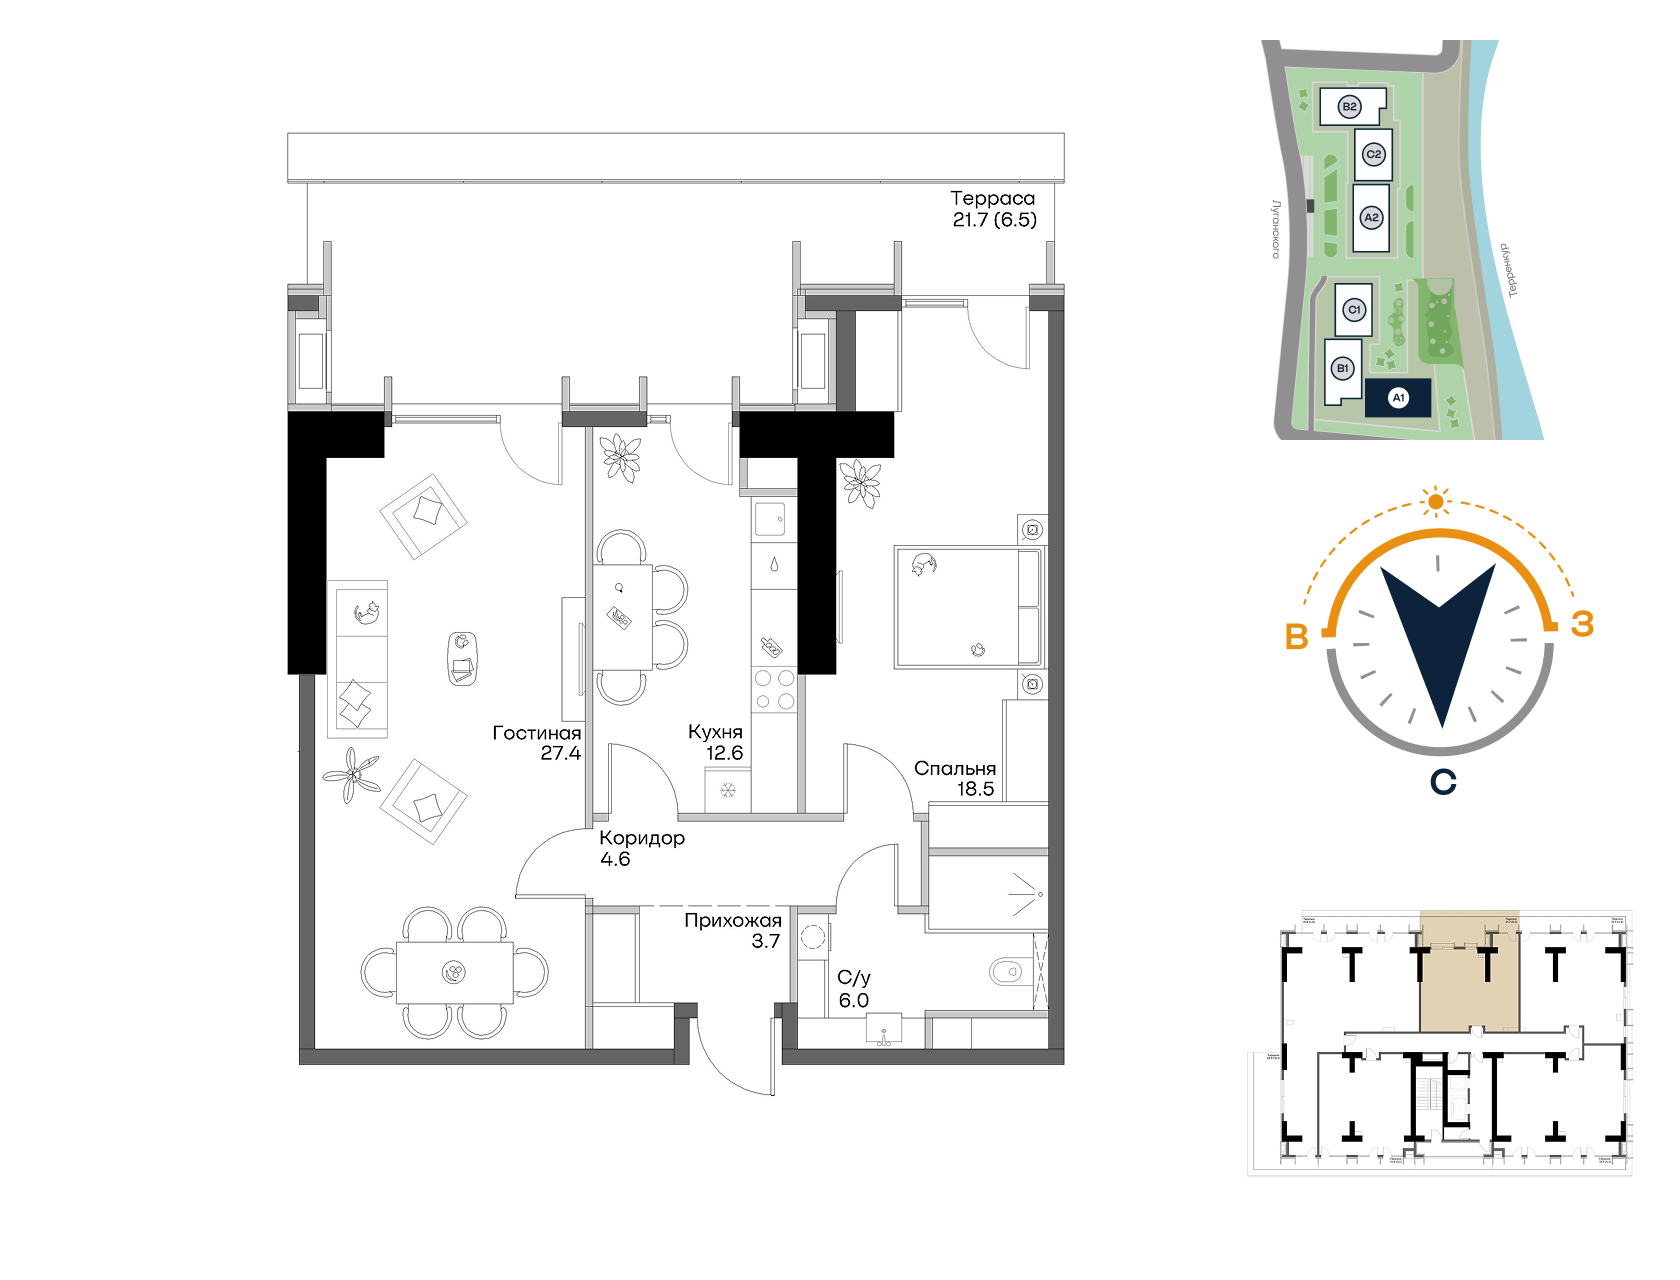 Терраса
21.7 (6.5)
Гостиная
27.4
Кухня
12.6
Спальня
18.5
Коридор
4.6
Прихожая
3.7
С/у
6.0
B2
C2
A2
C1
B1
A1
Луганского
Терренкур
В
З
С